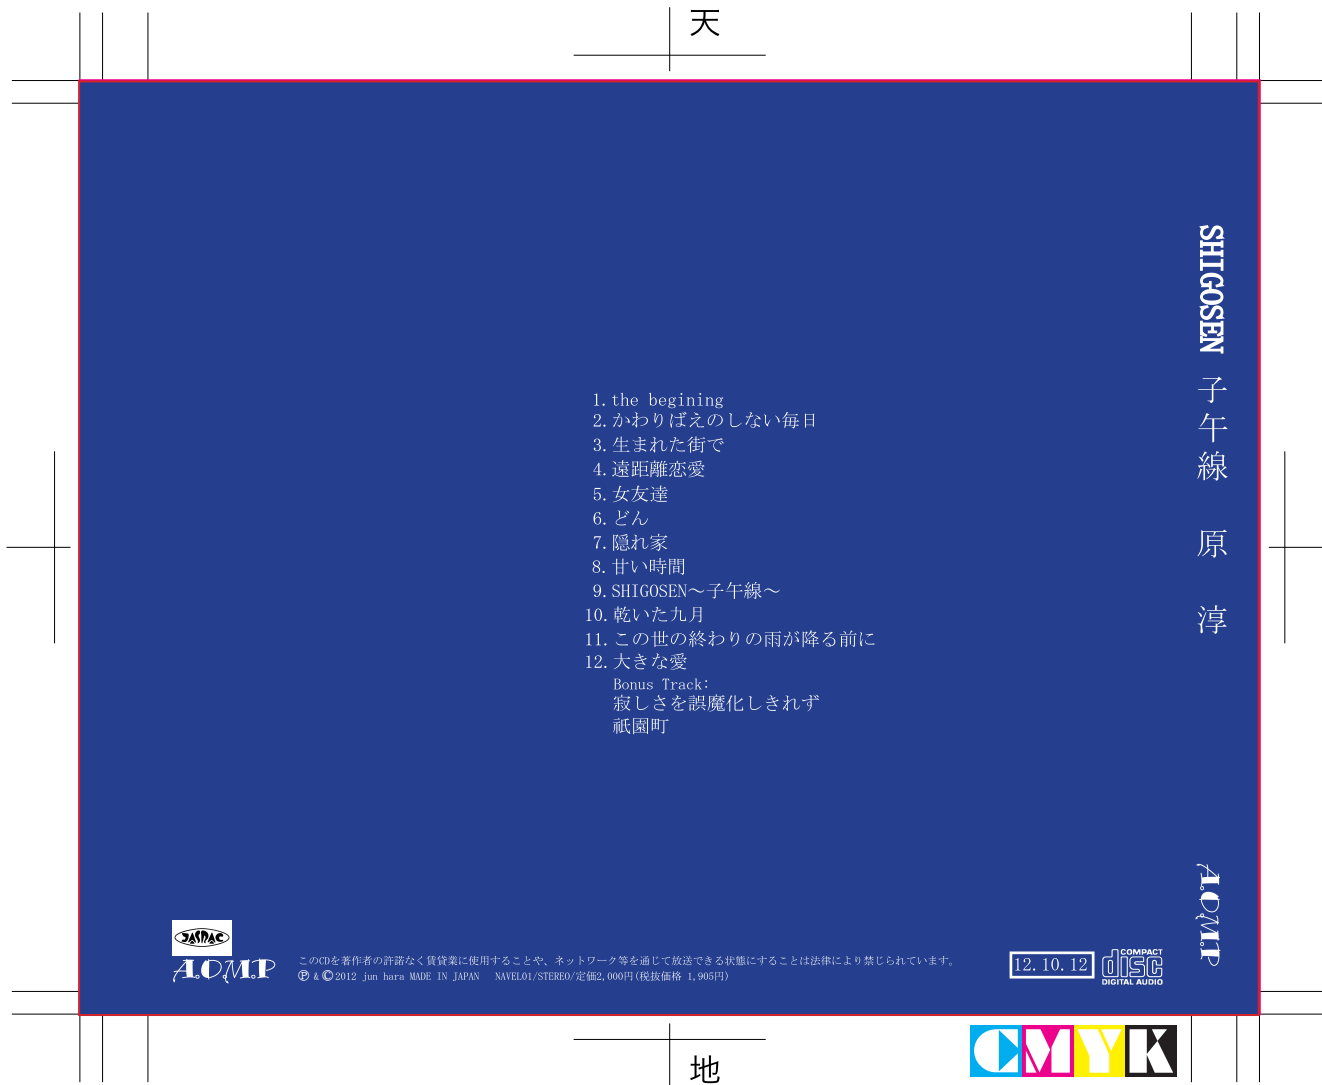 天
SHIGOSEN 子午線 原 淳
1. the begining
2. かわりばえのしない毎日
3. 生まれた街で
4. 遠距離恋愛
5. 女友達
6. どん
7. 隠れ家
8. 甘い時間
9. SHIGOSEN～子午線～
10. 乾いた九月
11. この世の終わりの雨が降る前に
12. 大きな愛
Bonus Track:
寂しさを誤魔化しきれず
祇園町
A.O.M.P
JASRAC
A.O.M.P
このCDを著作者の許諾なく賃貸業に使用することや、ネットワーク等を通じて放送できる状態にすることは法律により禁じられています。
Ⓟ & Ⓒ 2012 jun hara MADE IN JAPAN NAVEL01/STEREO/定価2,000円(税抜価格 1,905円)
12.10.12
COMPACT
disc
DIGITAL AUDIO
CMYK
地